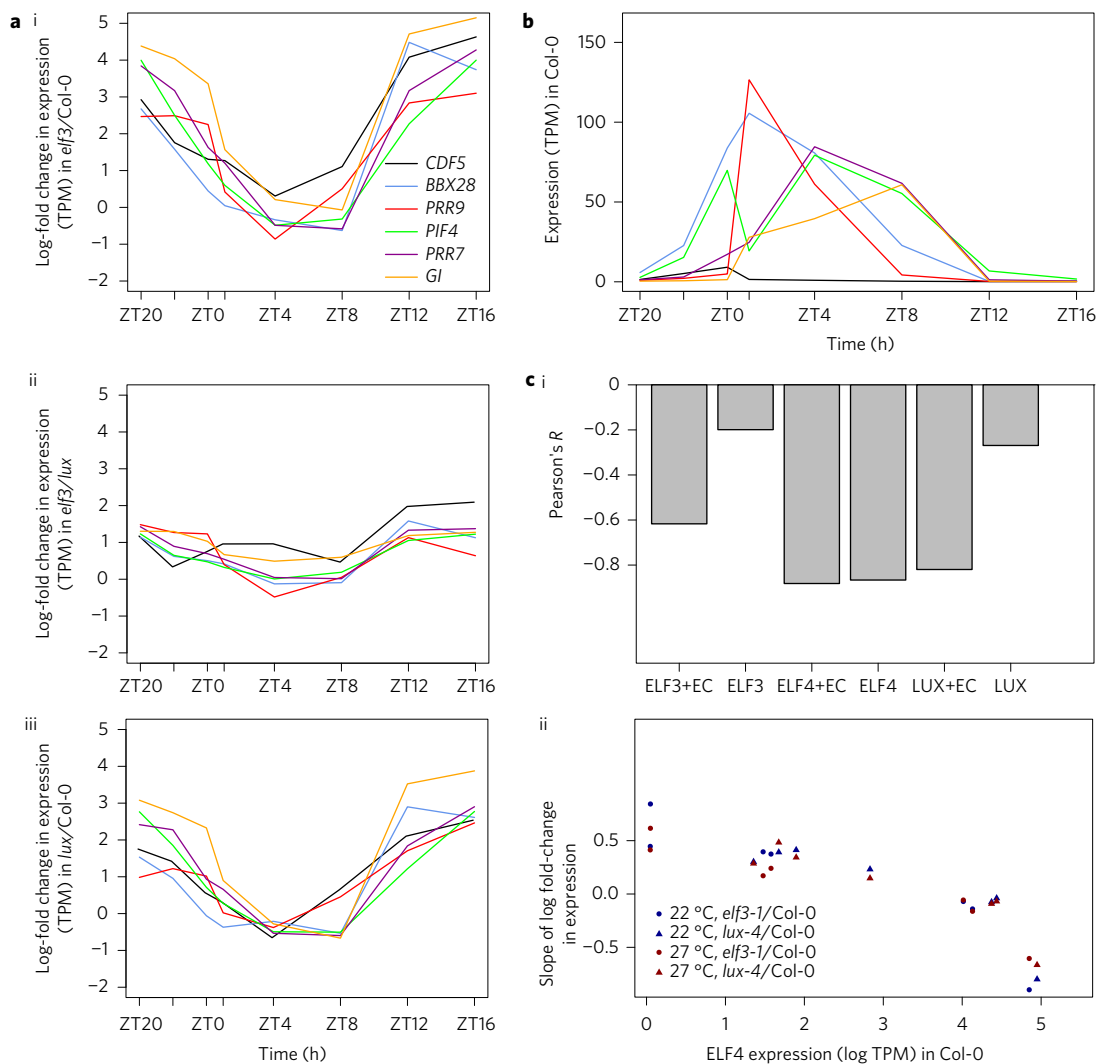 a i
Log-fold change in expression
(TPM) in elf3/Col-0
5
4
3
2
1
0
−1
−2
CDF5
BBX28
PRR9
PIF4
PRR7
GI
ZT20 ZT0 ZT4 ZT8 ZT12 ZT16
b
Expression (TPM) in Col-0
150
100
50
0
ZT20 ZT0 ZT4 ZT8 ZT12 ZT16
Time (h)
ii
Log-fold change in expression
(TPM) in elf3/lux
5
4
3
2
1
0
−1
−2
ZT20 ZT0 ZT4 ZT8 ZT12 ZT16
c i
Pearson's R
0
−0.2
−0.4
−0.6
−0.8
ELF3+EC ELF3 ELF4+EC ELF4 LUX+EC LUX
iii
Log-fold change in expression
(TPM) in lux/Col-0
5
4
3
2
1
0
−1
−2
ZT20 ZT0 ZT4 ZT8 ZT12 ZT16
Time (h)
ii
Slope of log fold-change
in expression
0.5
0.0
−0.5
22 °C, elf3-1/Col-0
22 °C, lux-4/Col-0
27 °C, elf3-1/Col-0
27 °C, lux-4/Col-0
0 1 2 3 4 5
ELF4 expression (log TPM) in Col-0